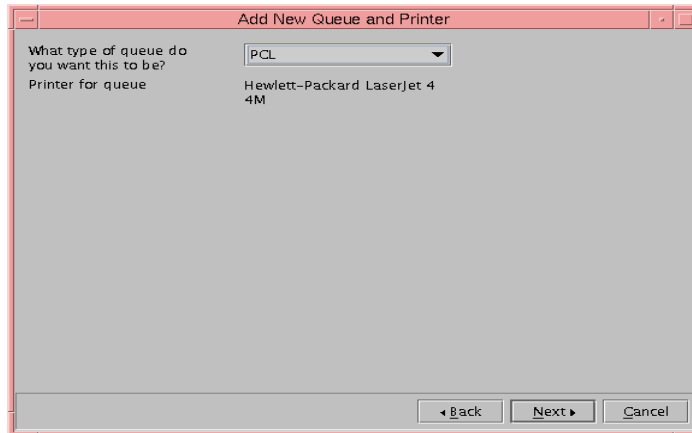 Add New Queue and Printer
What type of queue do
you want this to be?
PCL
Printer for queue
Hewlett-Packard LaserJet 4
4M
Back
Next
Cancel